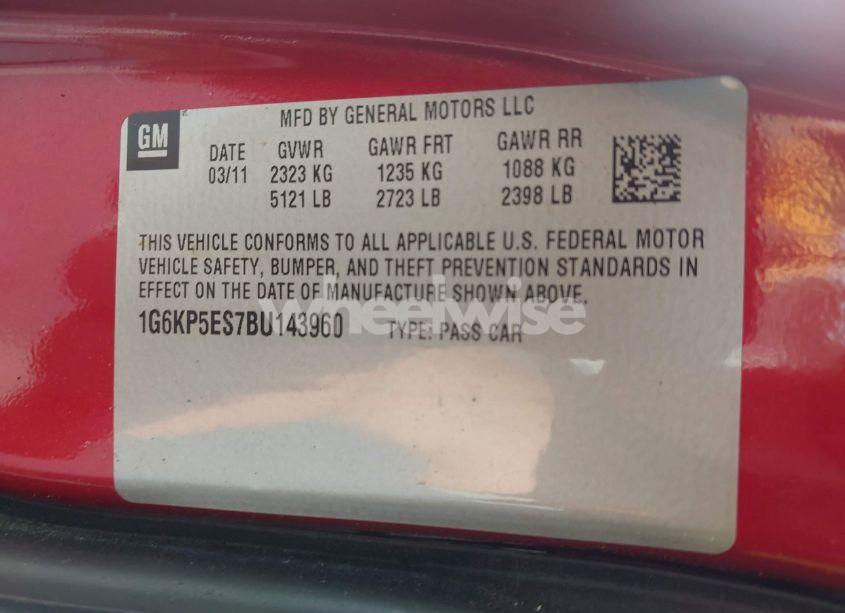 GM
MFD BY GENERAL MOTORS LLC
DATE GVWR GAWR FRT GAWR RR
03/11 2323 KG 1235 KG 1088 KG
5121 LB 2723 LB 2398 LB
THIS VEHICLE CONFORMS TO ALL APPLICABLE U.S. FEDERAL MOTOR
VEHICLE SAFETY, BUMPER, AND THEFT PREVENTION STANDARDS IN
EFFECT ON THE DATE OF MANUFACTURE SHOWN ABOVE.
wheelwise
1G6KP5ES7BU143960 TYPE: PASS CAR